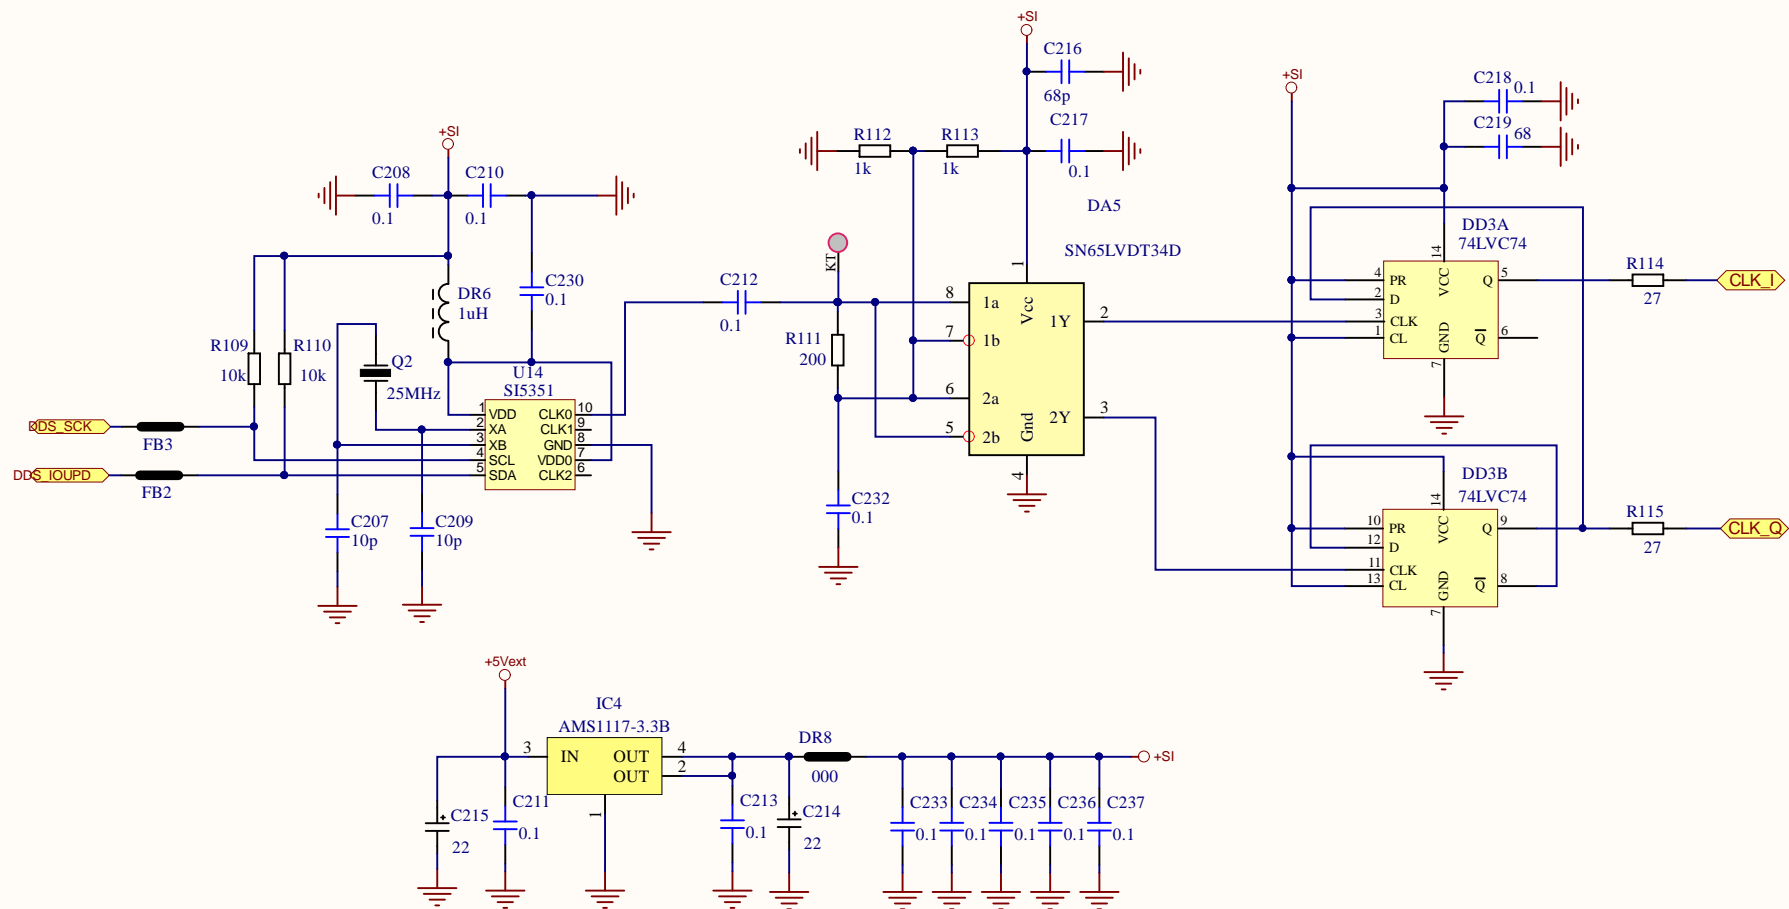 +SI
C208
0.1
C210
0.1
C230
0.1
DR6
1uH
R109
10k
R110
10k
Q2
25MHz
U14
SI5351
1 VDD CLK0 10
2 XA CLK1 9
3 XB GND 8
4 SCL VDD0 7
5 SDA CLK2 6
DDS_SCK
FB3
DDS_IOUPD
FB2
C207
10p
C209
10p
C212
0.1
KT
R111
200
C232
0.1
+SI
C216
68p
C217
0.1
R112
1k
R113
1k
DA5
SN65LVDT34D
1
Vcc
8 1a
7 1b
6 2a
5 2b
1Y 2
2Y 3
Gnd
4
+SI
C218
0.1
C219
68
DD3A
74LVC74
14
VCC
4 PR
2 D
3 CLK
1 CL
Q 5
Q 6
GND
7
R114
27
CLK_I
DD3B
74LVC74
14
VCC
10 PR
12 D
11 CLK
13 CL
Q 9
Q 8
GND
7
R115
27
CLK_Q
+5Vext
IC4
AMS1117-3.3B
3 IN OUT 4
OUT 2
1
C215
22
C211
0.1
C213
0.1
C214
22
DR8
000
+SI
C233
0.1
C234
0.1
C235
0.1
C236
0.1
C237
0.1